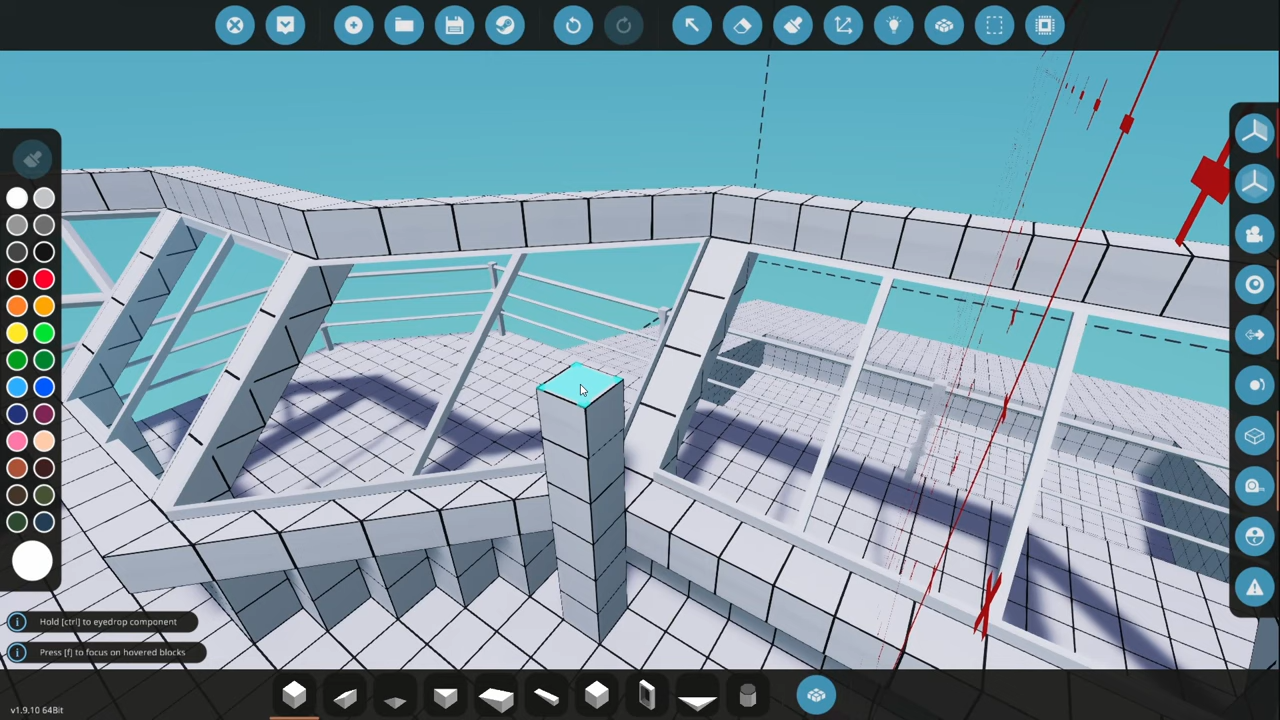 Hold [ctrl] to eyedrop component
Press [f] to focus on hovered blocks
v1.9.10 64Bit